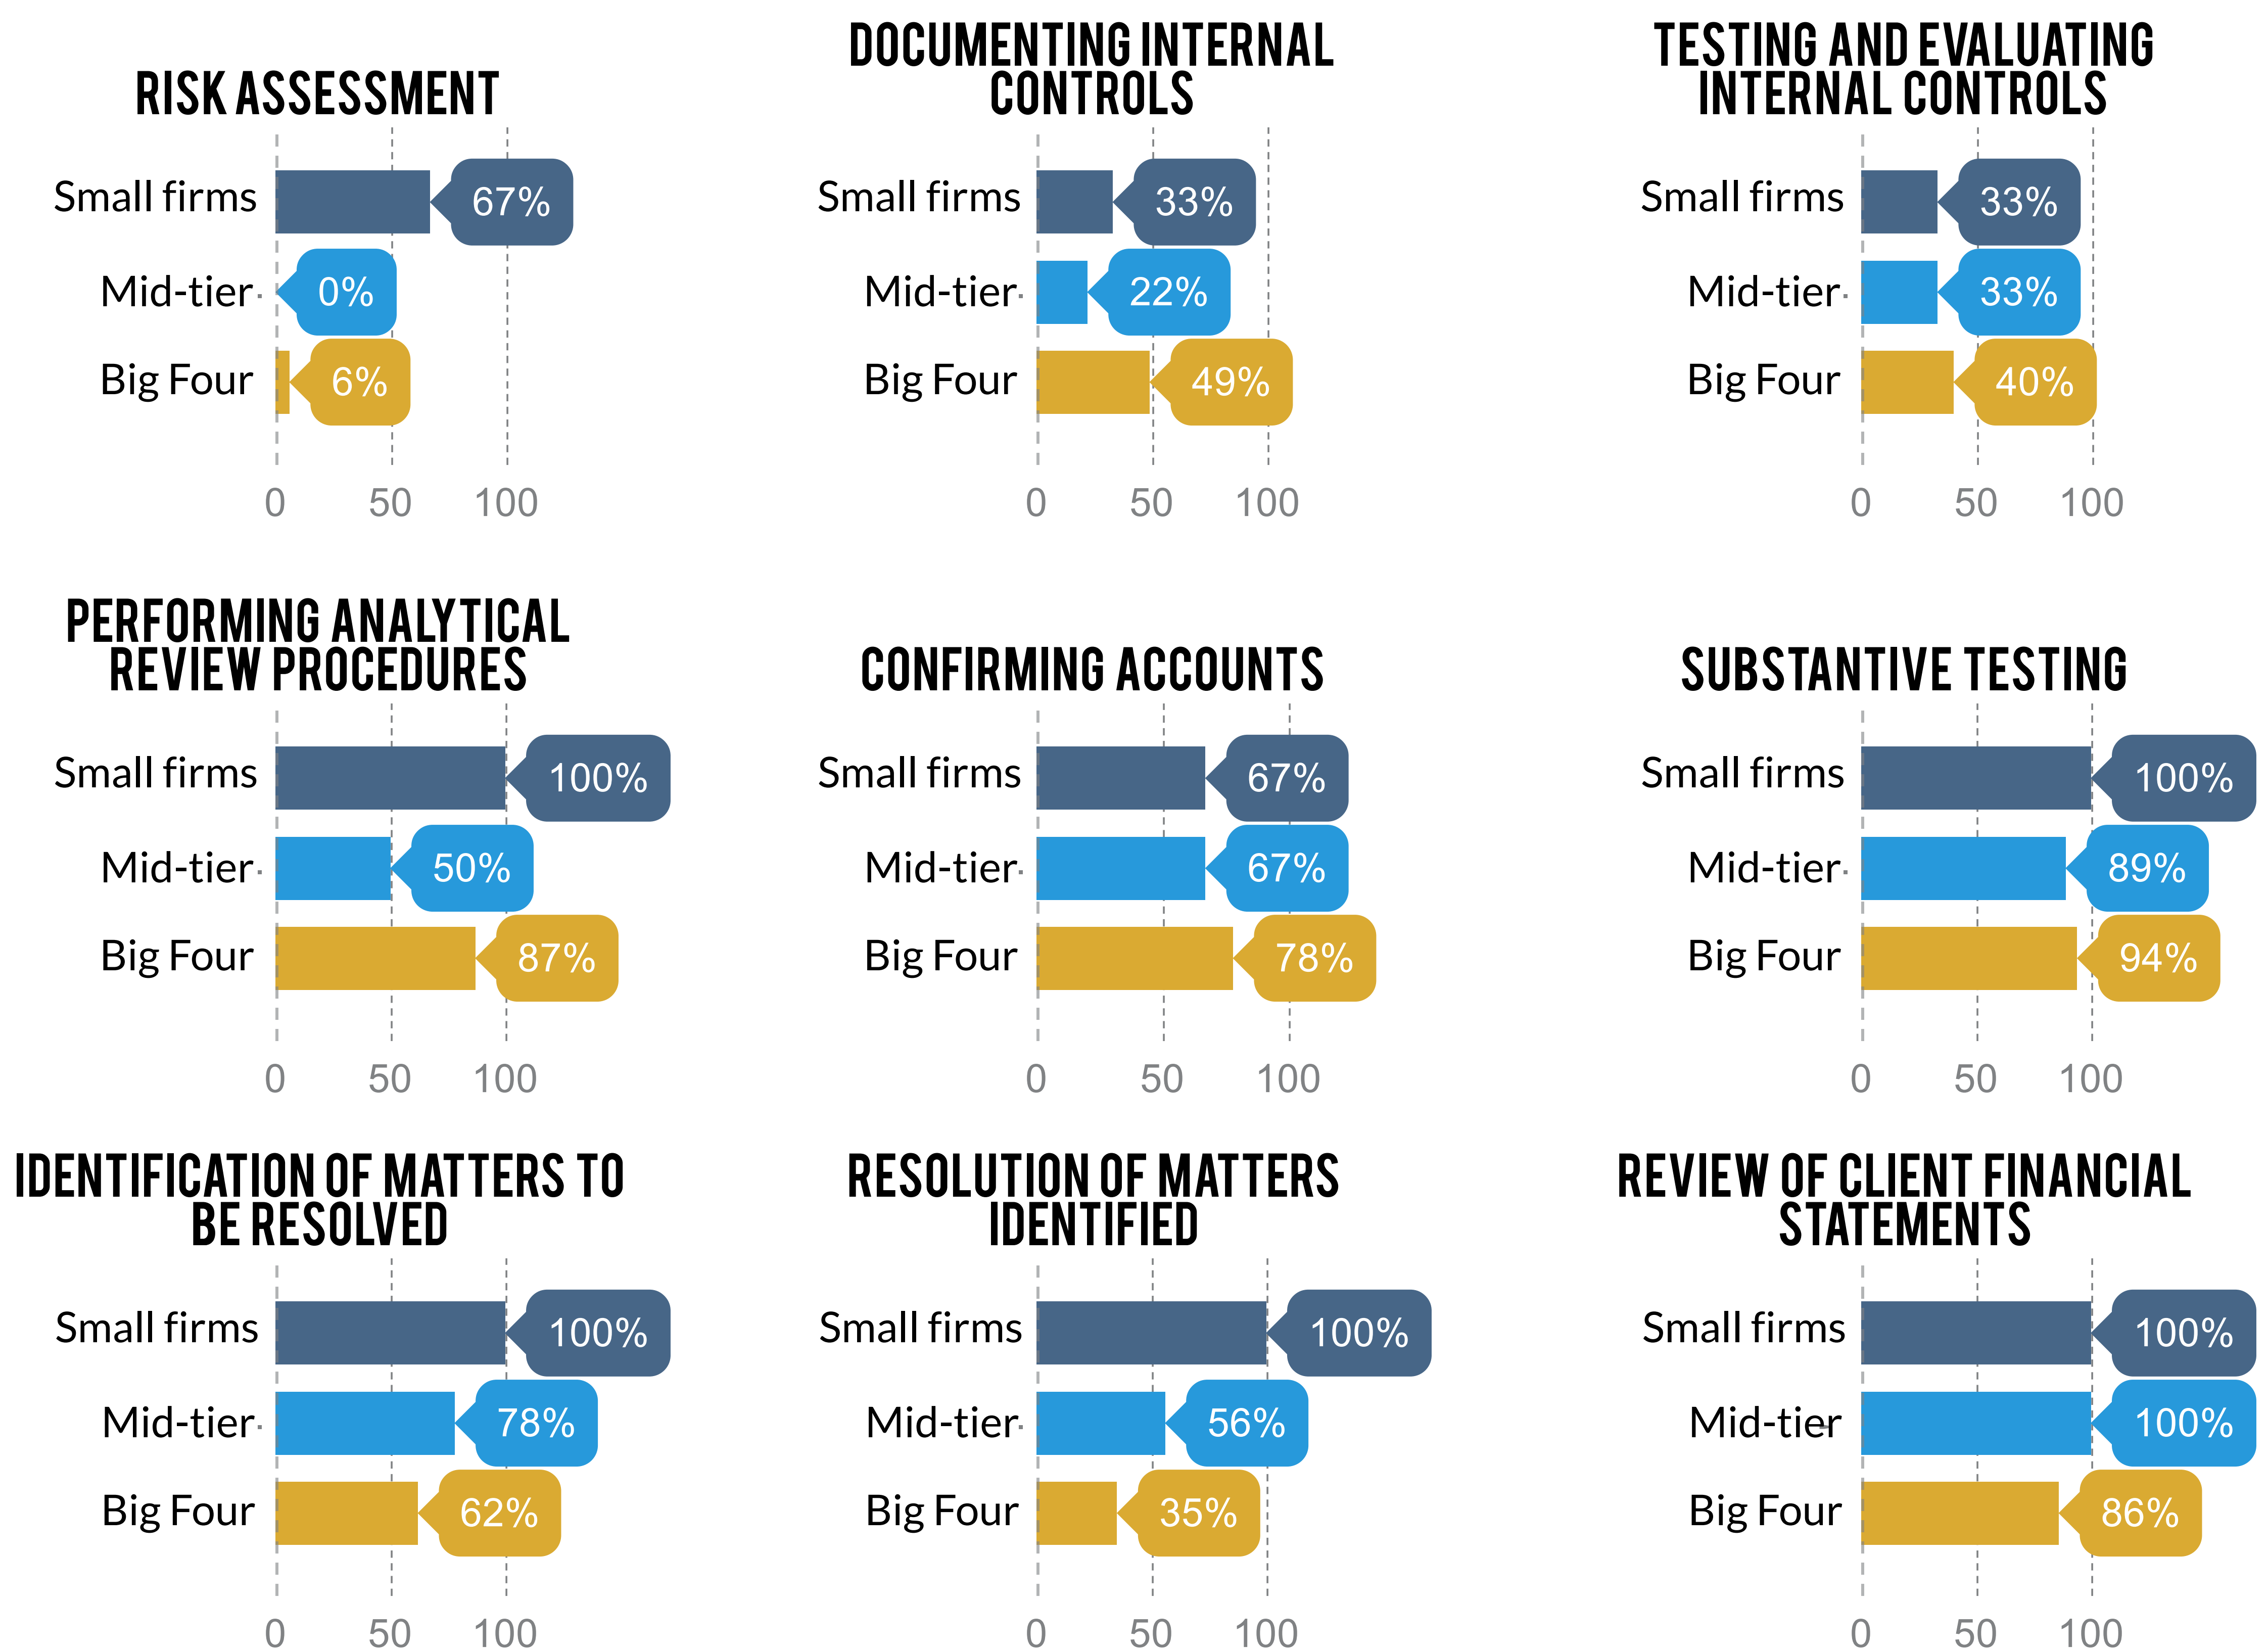 RISK ASSESSMENT
Small firms 67%
Mid-tier 0%
Big Four 6%
0 50 100
DOCUMENTING INTERNAL
CONTROLS
Small firms 33%
Mid-tier 22%
Big Four 49%
0 50 100
TESTING AND EVALUATING
INTERNAL CONTROLS
Small firms 33%
Mid-tier 33%
Big Four 40%
0 50 100
PERFORMING ANALYTICAL
REVIEW PROCEDURES
Small firms 100%
Mid-tier 50%
Big Four 87%
0 50 100
CONFIRMING ACCOUNTS
Small firms 67%
Mid-tier 67%
Big Four 78%
0 50 100
SUBSTANTIVE TESTING
Small firms 100%
Mid-tier 89%
Big Four 94%
0 50 100
IDENTIFICATION OF MATTERS TO
BE RESOLVED
Small firms 100%
Mid-tier 78%
Big Four 62%
0 50 100
RESOLUTION OF MATTERS
IDENTIFIED
Small firms 100%
Mid-tier 56%
Big Four 35%
0 50 100
REVIEW OF CLIENT FINANCIAL
STATEMENTS
Small firms 100%
Mid-tier 100%
Big Four 86%
0 50 100